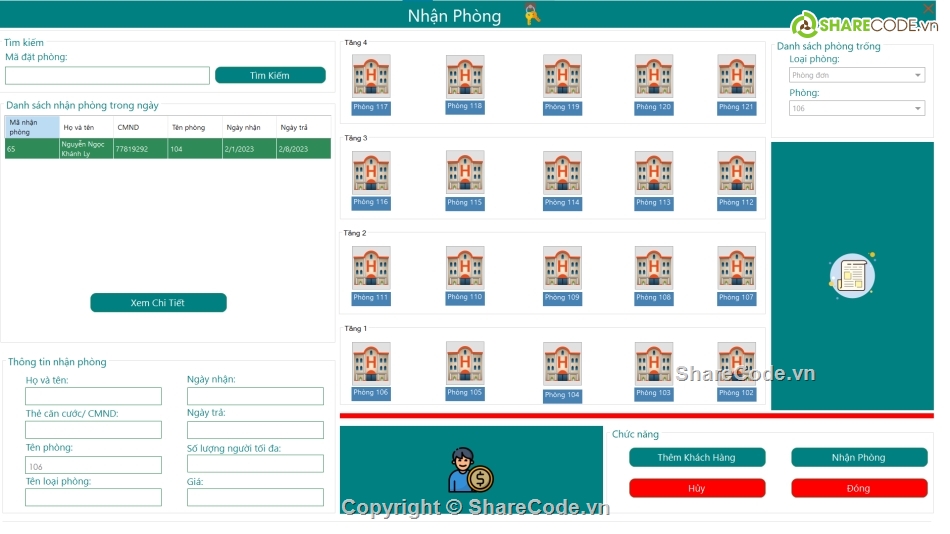 Nhận Phòng
SHARECODE.vn
Tìm kiếm
Mã đặt phòng:
Tìm Kiếm
Danh sách nhận phòng trong ngày
Mã nhận phòng
Họ và tên
CMND
Tên phòng
Ngày nhận
Ngày trả
65
Nguyễn Ngọc Khánh Ly
77819292
104
2/1/2023
2/8/2023
Xem Chi Tiết
Thông tin nhận phòng
Họ và tên:
Ngày nhận:
Thẻ căn cước/ CMND:
Ngày trả:
Tên phòng:
Số lượng người tối đa:
106
Tên loại phòng:
Giá:
Tầng 4
Phòng 117
Phòng 118
Phòng 119
Phòng 120
Phòng 121
Tầng 3
Phòng 116
Phòng 115
Phòng 114
Phòng 113
Phòng 112
Tầng 2
Phòng 111
Phòng 110
Phòng 109
Phòng 108
Phòng 107
Tầng 1
Phòng 106
Phòng 105
Phòng 104
Phòng 103
Phòng 102
ShareCode.vn
Danh sách phòng trống
Loại phòng:
Phòng đơn
Phòng:
106
Chức năng
Thêm Khách Hàng
Nhận Phòng
Hủy
Đóng
Copyright © ShareCode.vn